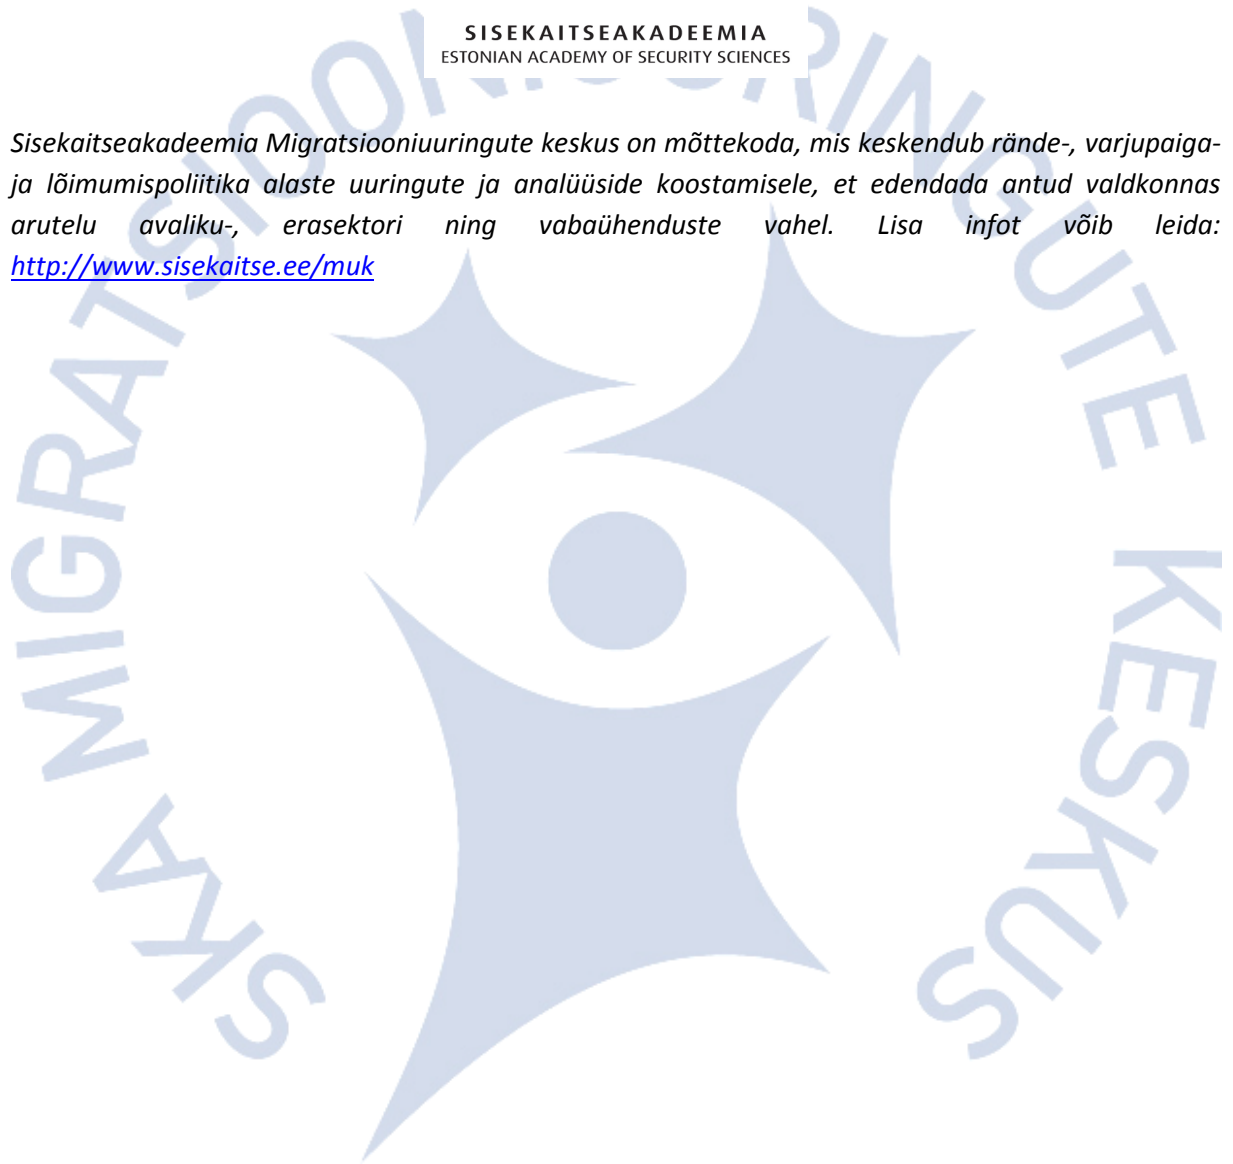 SISEKAITSEAKADEEMIA
ESTONIAN ACADEMY OF SECURITY SCIENCES
Sisekaitseakadeemia Migratsiooniuuringute keskus on mõttekoda, mis keskendub rände-, varjupaiga-
ja lõimumispoliitika alaste uuringute ja analüüside koostamisele, et edendada antud valdkonnas
arutelu avaliku-, erasektori ning vabaühenduste vahel. Lisa infot võib leida:
http://www.sisekaitse.ee/muk
SKA MIGRATSIOONIUURINGUTE KESKUS